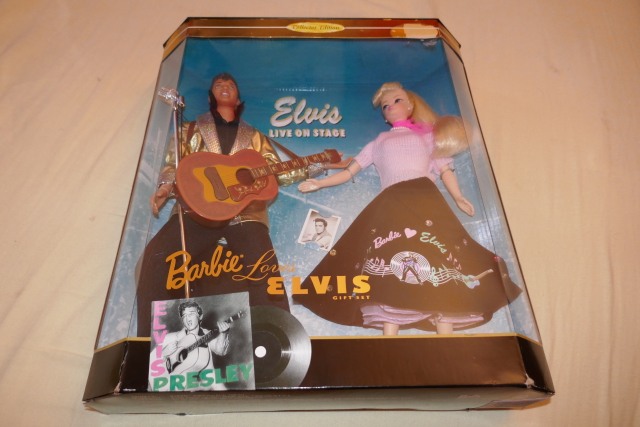 Collector Edition
Elvis
LIVE ON STAGE
Barbie Elvis
Barbie Loves
ELVIS
GIFT SET
ELVIS
PRESLEY